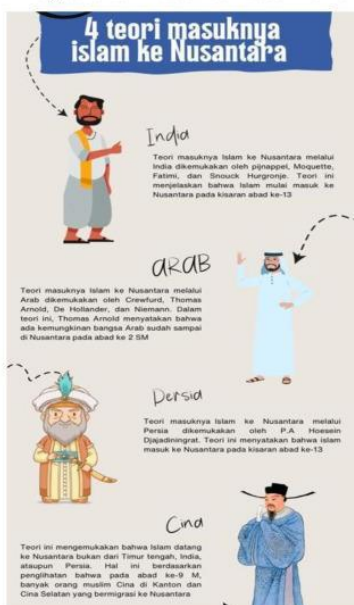 4 teori masuknya
islam ke Nusantara
India
Teori masuknya Islam ke Nusantara melalui
India dikemukakan oleh pijnappel, Moquette,
Fatimi, dan Snouck Hurgronje. Teori ini
menjelaskan bahwa Islam mulai masuk ke
Nusantara pada kisaran abad ke-13
ARAB
Teori masuknya Islam ke Nusantara melalui
Arab dikemukakan oleh Crewfurd, Thomas
Arnold, De Hollander, dan Niemann. Dalam
teori ini, Thomas Arnold menyatakan bahwa
ada kemungkinan bangsa Arab sudah sampai
di Nusantara pada abad ke 2 SM
Persia
Teori masuknya Islam ke Nusantara melalui
Persia dikemukakan oleh P.A Hoesein
Djajadiningrat. Teori ini menyatakan bahwa islam
masuk ke Nusantara pada kisaran abad ke-13
Cina
Teori ini mengemukakan bahwa Islam datang
ke Nusantara bukan dari Timur tengah, India,
ataupun Persia. Hal ini berdasarkan
penglihatan bahwa pada abad ke-9 M,
banyak orang muslim Cina di Kanton dan
Cina Selatan yang bermigrasi ke Nusantara